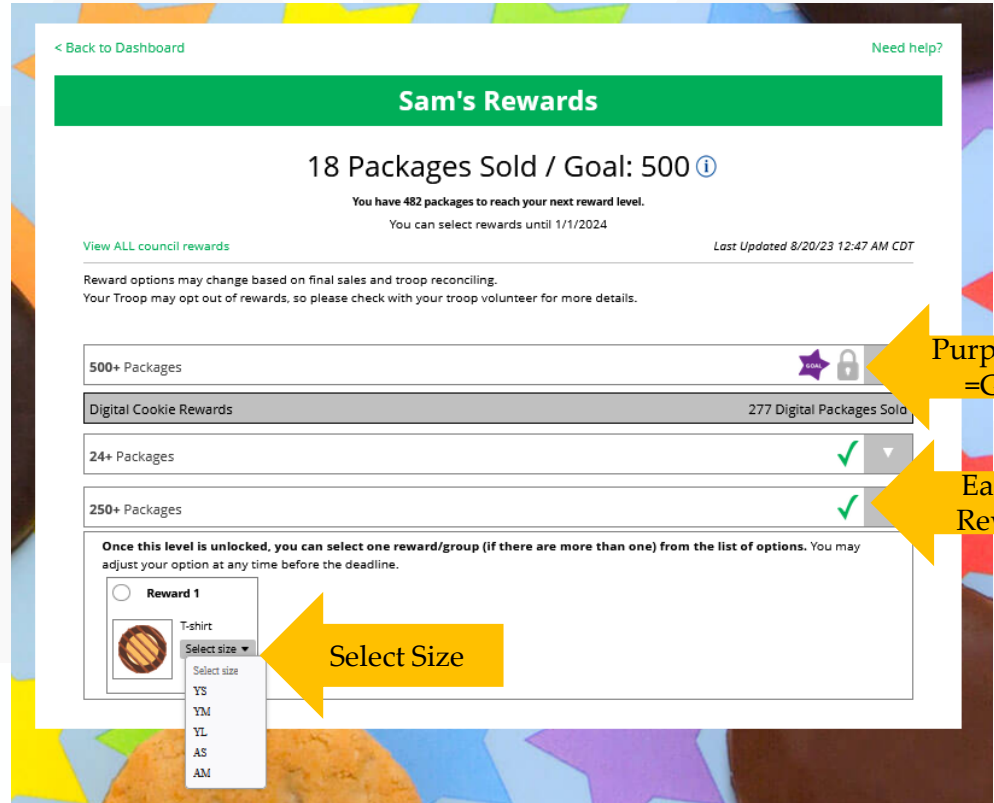 < Back to Dashboard
Need help?
Sam's Rewards
18 Packages Sold / Goal: 500 i
You have 482 packages to reach your next reward level.
You can select rewards until 1/1/2024
View ALL council rewards
Last Updated 8/20/23 12:47 AM CDT
Reward options may change based on final sales and troop reconciling.
Your Troop may opt out of rewards, so please check with your troop volunteer for more details.
500+ Packages
GOAL
Digital Cookie Rewards
277 Digital Packages Sold
24+ Packages
250+ Packages
Once this level is unlocked, you can select one reward/group (if there are more than one) from the list of options. You may
adjust your option at any time before the deadline.
Reward 1
T-shirt
Select size
Select size
YS
YM
YL
AS
AM
Select Size